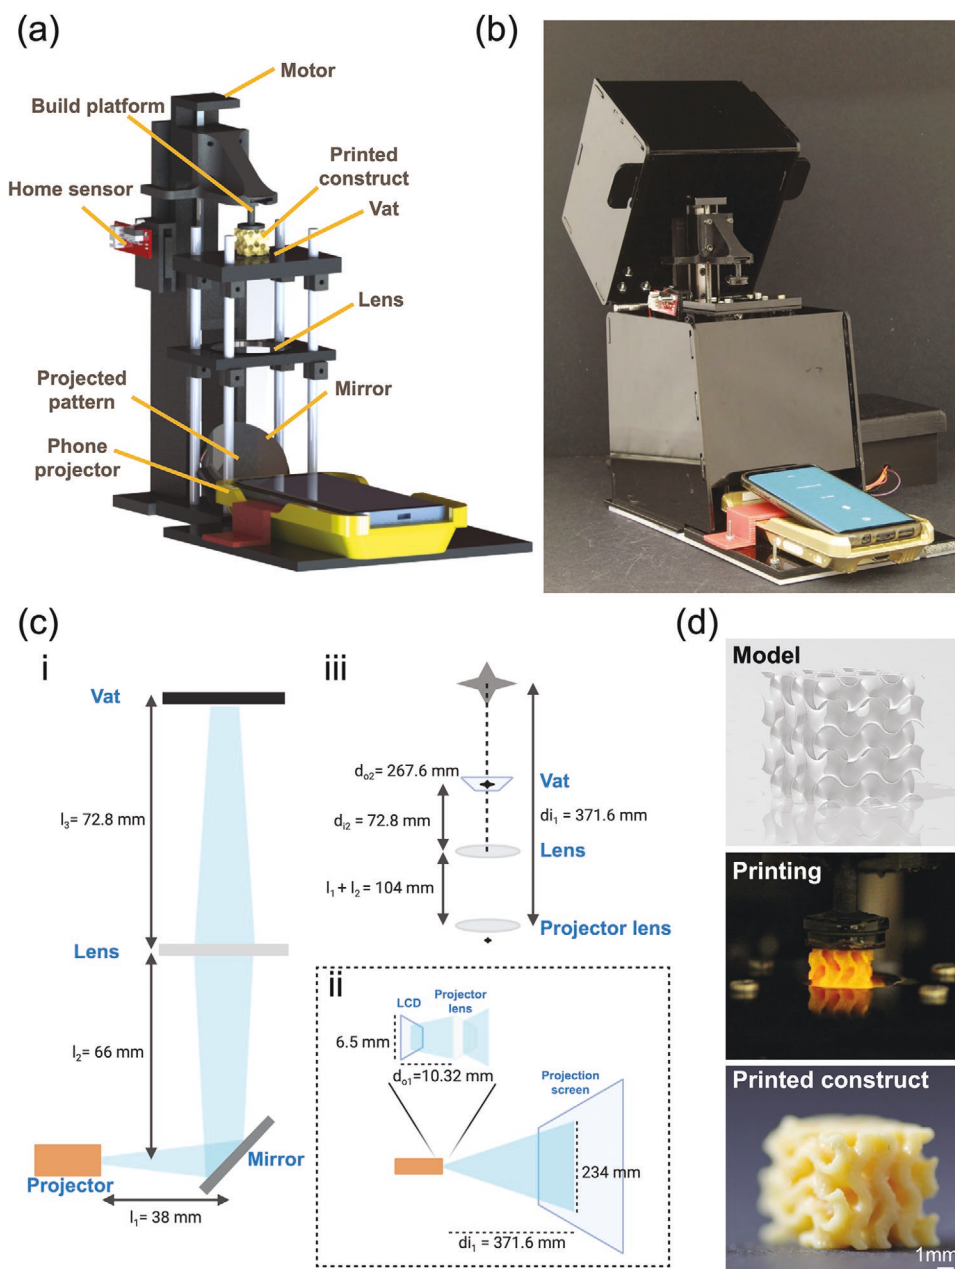 (a)
Motor
Build platform
Printed
construct
Home sensor
Vat
Lens
Projected
pattern
Mirror
Phone
projector
(b)
(c)
i
Vat
l₃= 72.8 mm
Lens
l₂= 66 mm
Projector
Mirror
l₁= 38 mm
iii
dₒ₂= 267.6 mm
Vat
dᵢ₂ = 72.8 mm
di₁ = 371.6 mm
Lens
l₁ + l₂ = 104 mm
Projector lens
ii
LCD
Projector
lens
6.5 mm
dₒ₁=10.32 mm
Projection
screen
234 mm
di₁ = 371.6 mm
(d)
Model
Printing
Printed construct
1mm